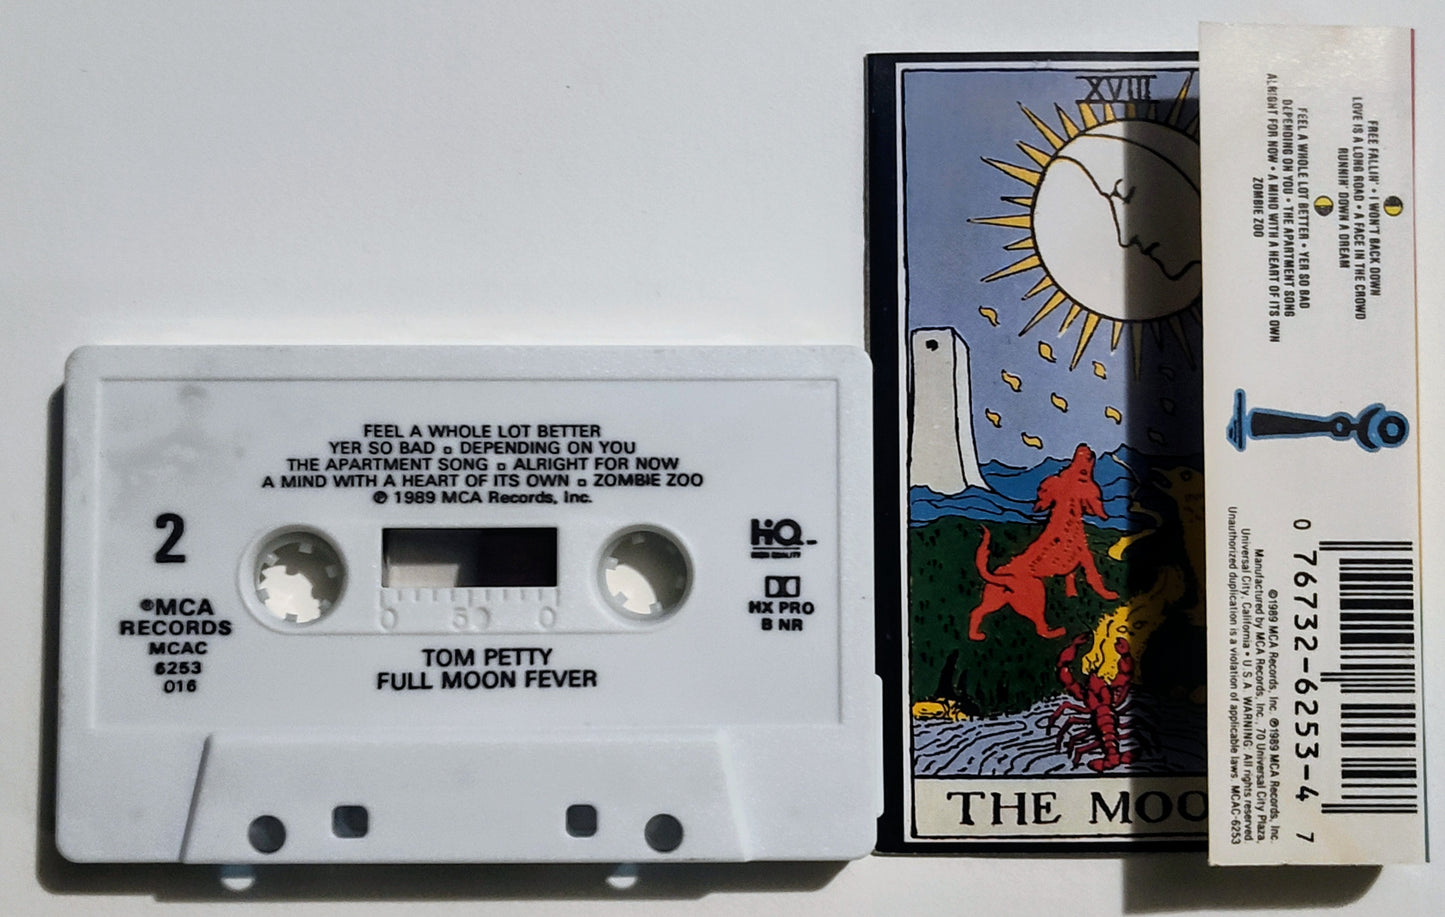 FEEL A WHOLE LOT BETTER
YER SO BAD ▫ DEPENDING ON YOU
THE APARTMENT SONG ▫ ALRIGHT FOR NOW
A MIND WITH A HEART OF ITS OWN ▫ ZOMBIE ZOO
℗ 1989 MCA Records, Inc.
2
®MCA
RECORDS
MCAC
6253
016
HQ
HIGH QUALITY
HX PRO
B NR
0 50 0
TOM PETTY
FULL MOON FEVER
XVIII
THE MOO
FREE FALLIN' • I WON'T BACK DOWN
LOVE IS A LONG ROAD • A FACE IN THE CROWD
RUNNIN' DOWN A DREAM
FEEL A WHOLE LOT BETTER • YER SO BAD
DEPENDING ON YOU • THE APARTMENT SONG
ALRIGHT FOR NOW • A MIND WITH A HEART OF ITS OWN
ZOMBIE ZOO
0 76732-6253-4 7
©1989 MCA Records, Inc. ℗1989 MCA Records, Inc.
Manufactured by MCA Records, Inc. 70 Universal City Plaza,
Universal City, California • U S A WARNING: All rights reserved.
Unauthorized duplication is a violation of applicable laws. MCAC-6253